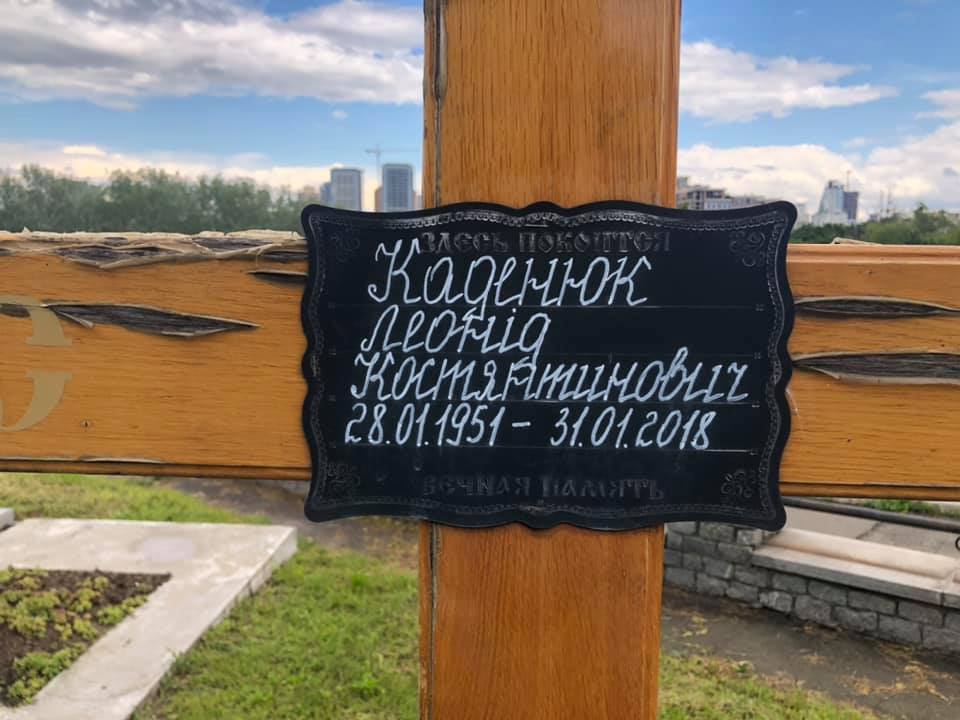 ЗДЕСЬ ПОКОИТСЯ
Каденюк
Леонід
Костянтинович
28.01.1951 - 31.01.2018
ВЕЧНАЯ ПАМЯТЬ